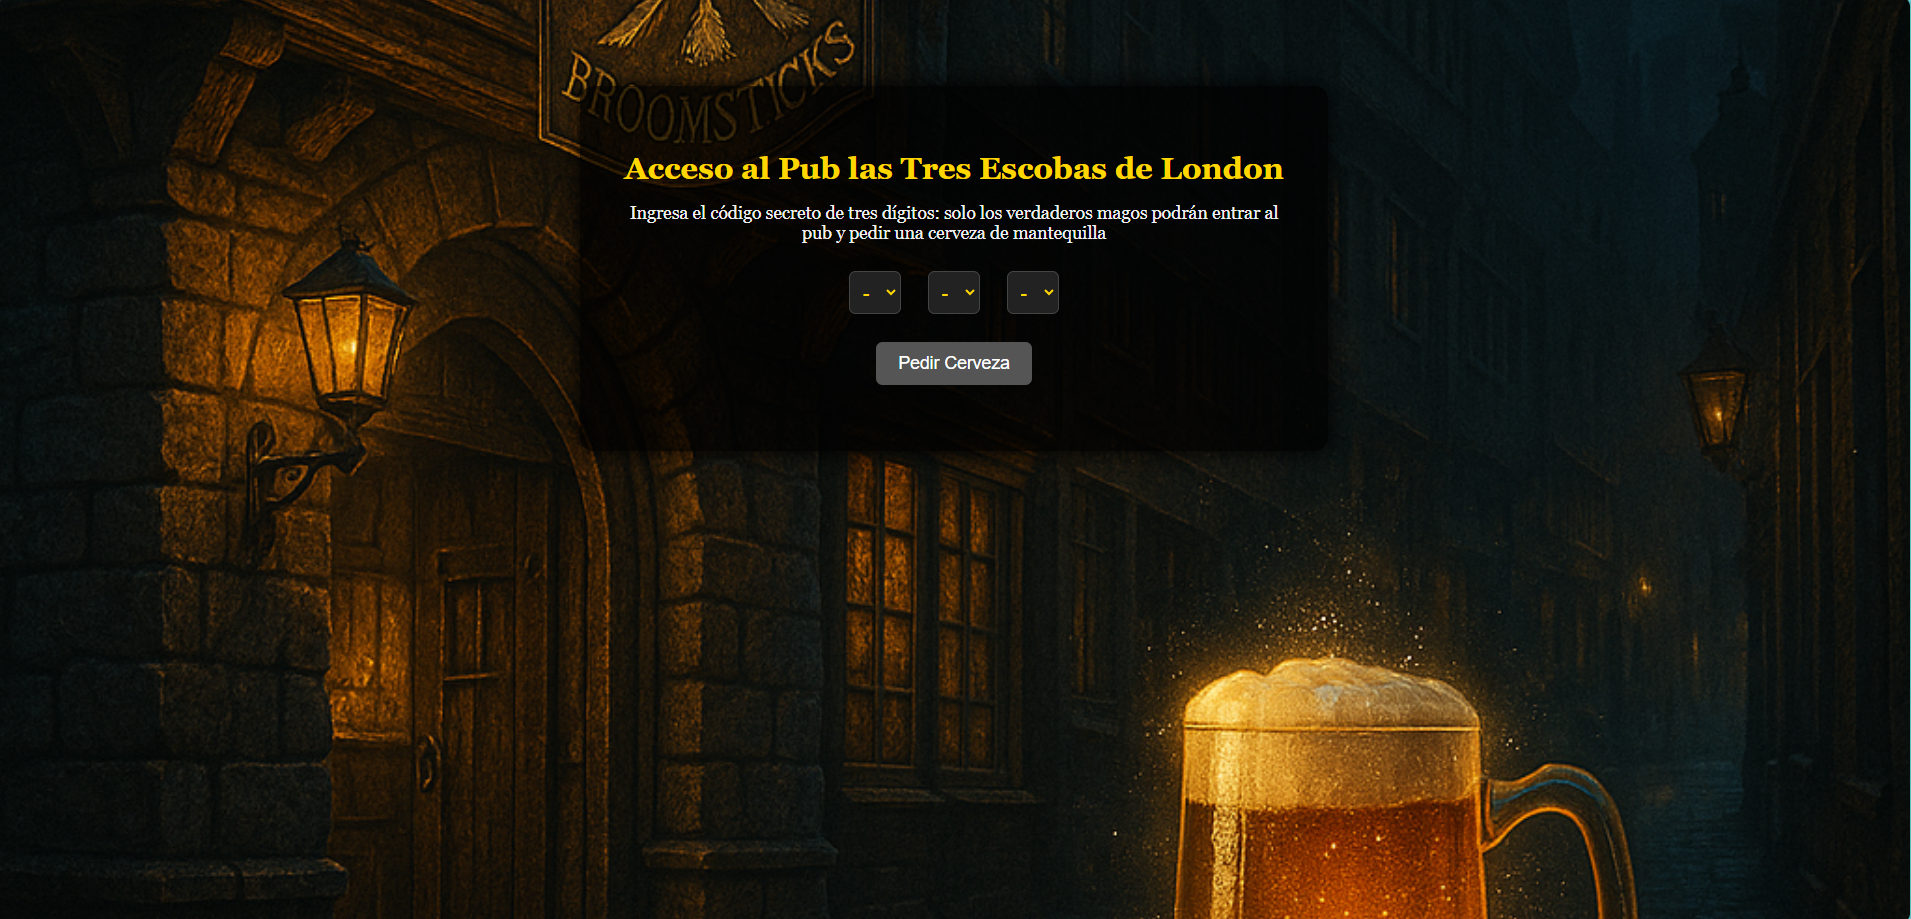 BROOMSTICKS
Acceso al Pub las Tres Escobas de London
Ingresa el código secreto de tres dígitos: solo los verdaderos magos podrán entrar al
pub y pedir una cerveza de mantequilla
- - -
Pedir Cerveza